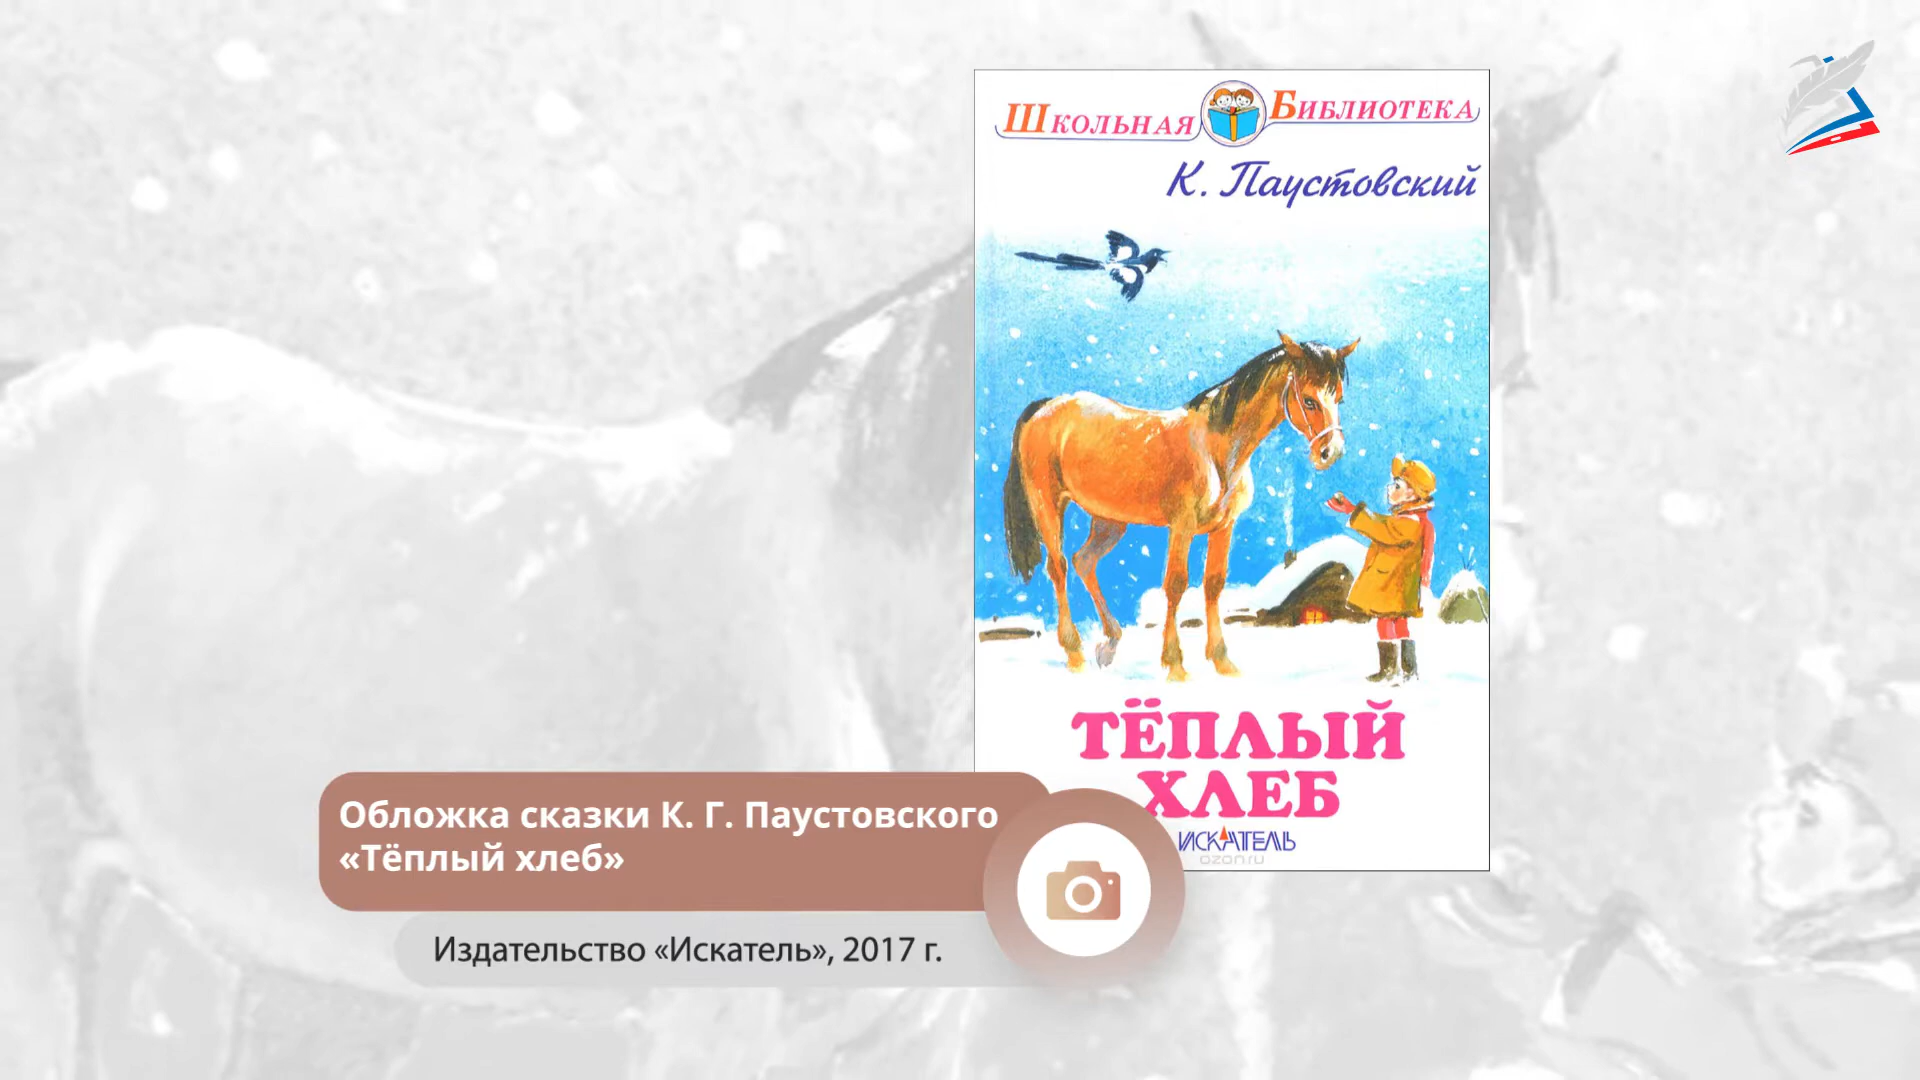 Школьная Библиотека
К. Паустовский
ТЁПЛЫЙ
ХЛЕБ
ИСКАТЕЛЬ
ozon.ru
Обложка сказки К. Г. Паустовского
«Тёплый хлеб»
Издательство «Искатель», 2017 г.